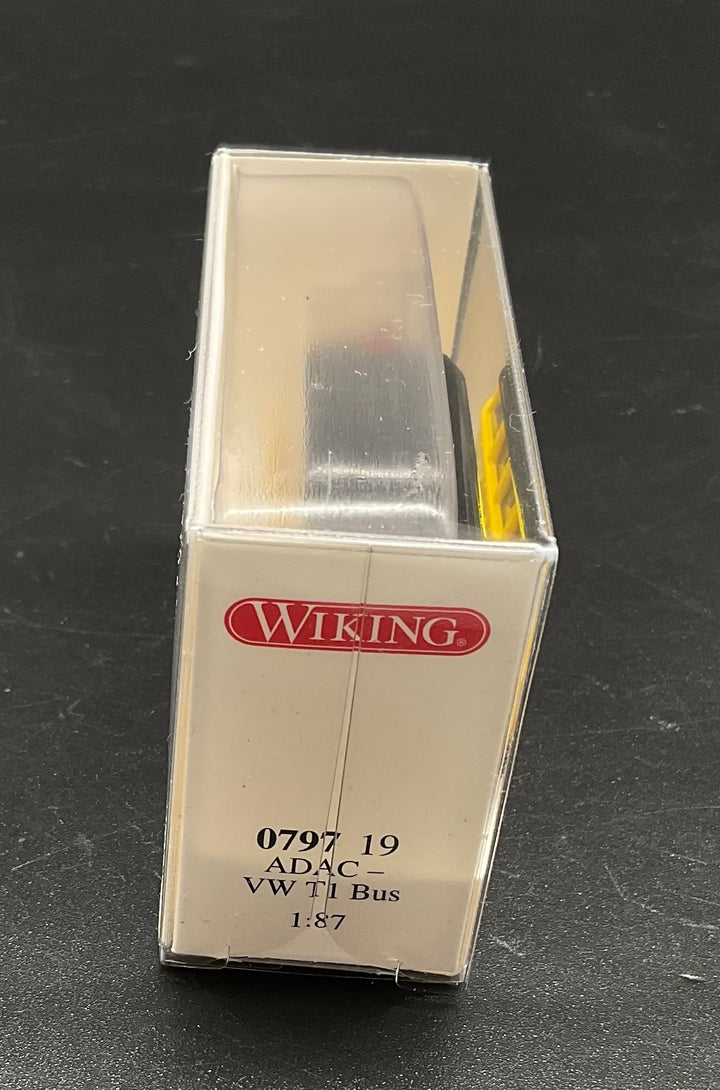 WIKING®
0797 19
ADAC –
VW T1 Bus
1:87